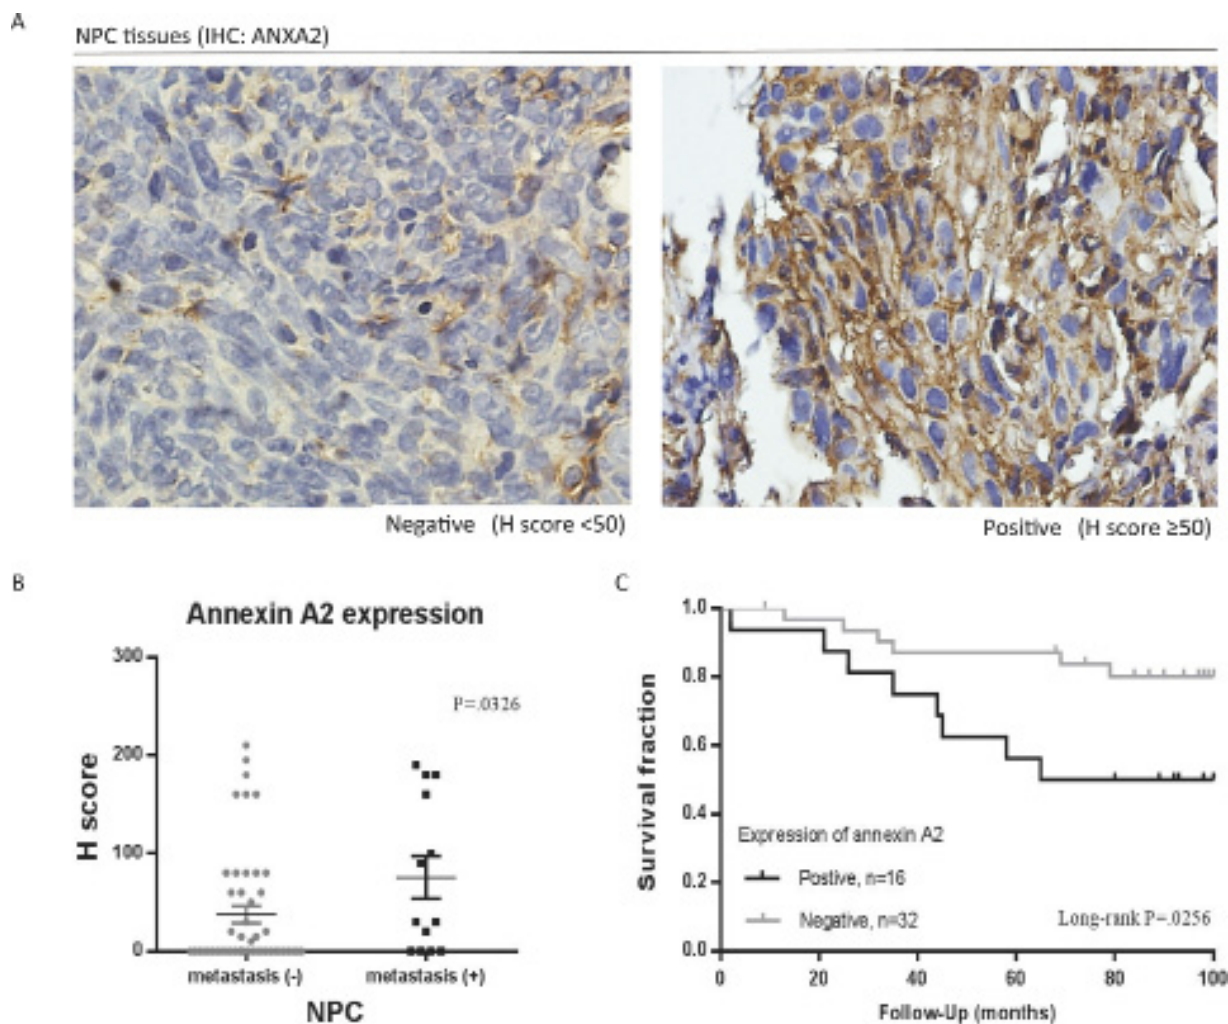 A
NPC tissues (IHC: ANXA2)
Negative (H score <50)
Positive (H score ≥50)
B
Annexin A2 expression
300
200
100
0
H score
P=.0326
metastasis (-)
metastasis (+)
NPC
C
1.0
0.8
0.6
0.4
0.2
0.0
Survival fraction
Expression of annexin A2
Postive, n=16
Negative, n=32
Long-rank P=.0256
0 20 40 60 80 100
Follow-Up (months)